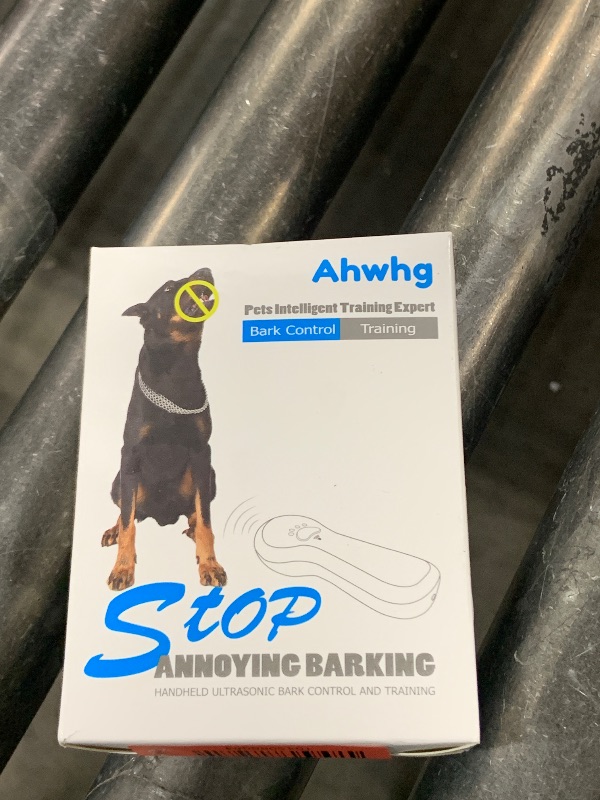 Ahwhg
Pets Intelligent Training Expert
Bark Control Training
Stop
ANNOYING BARKING
HANDHELD ULTRASONIC BARK CONTROL AND TRAINING